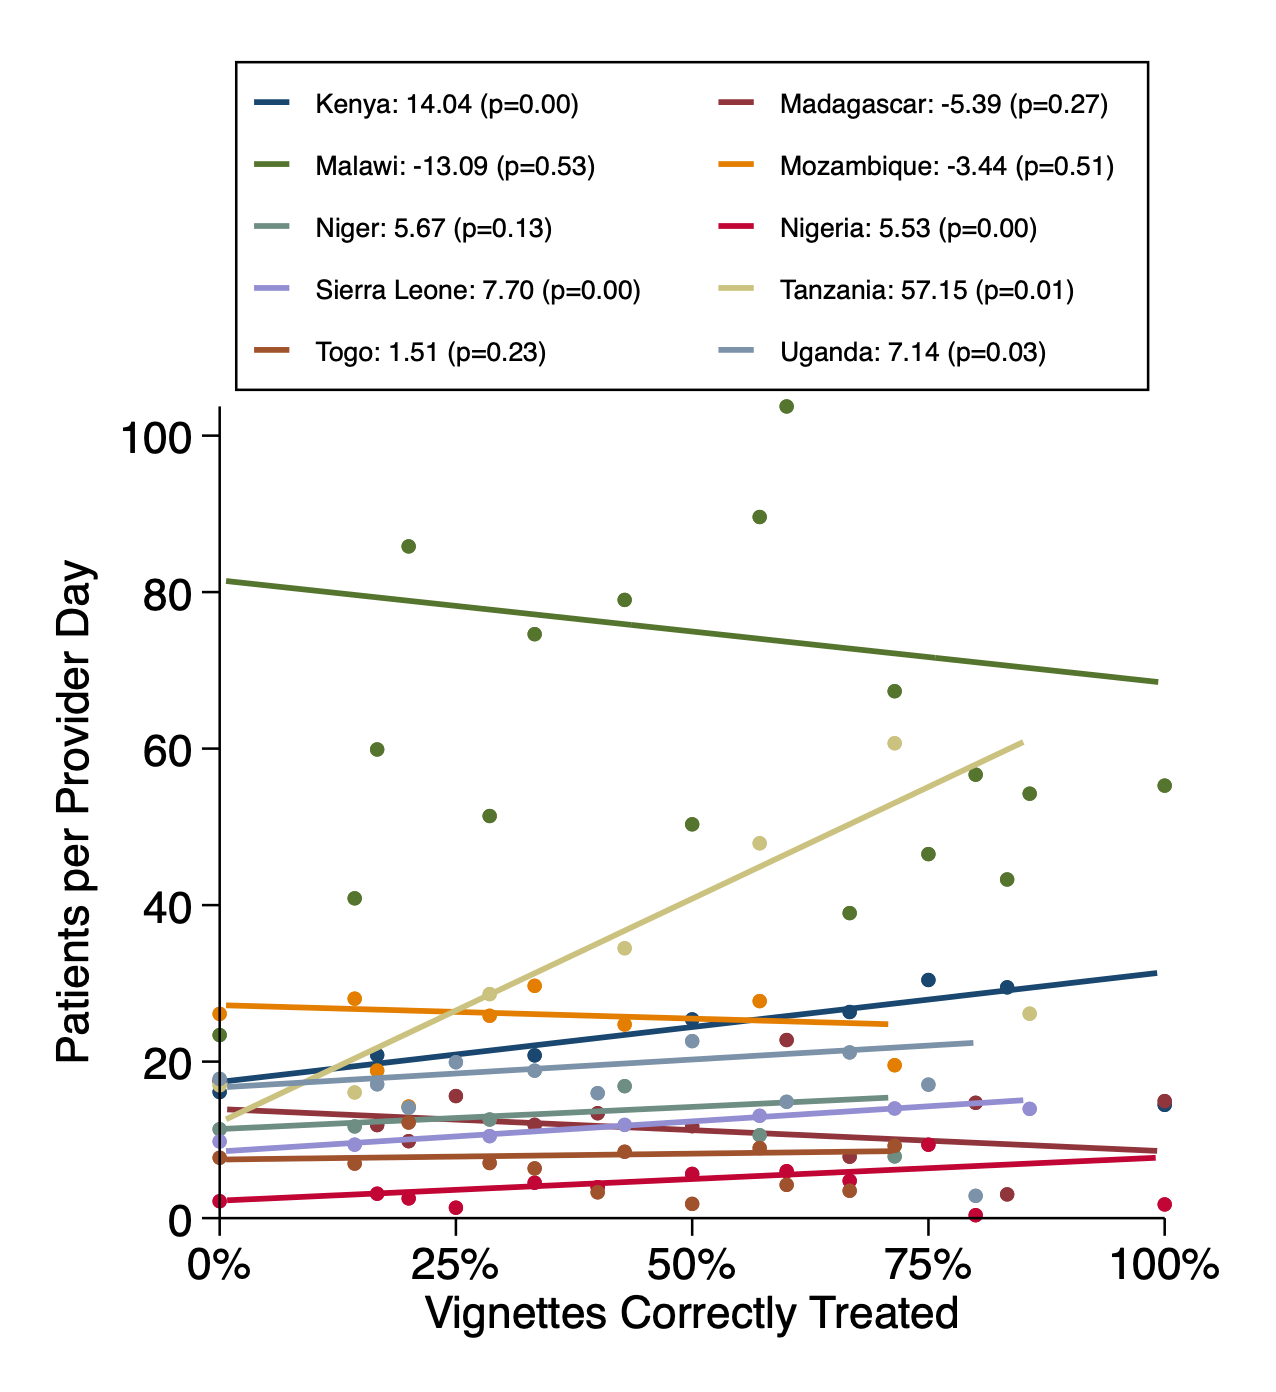 Kenya: 14.04 (p=0.00) Madagascar: -5.39 (p=0.27)
Malawi: -13.09 (p=0.53) Mozambique: -3.44 (p=0.51)
Niger: 5.67 (p=0.13) Nigeria: 5.53 (p=0.00)
Sierra Leone: 7.70 (p=0.00) Tanzania: 57.15 (p=0.01)
Togo: 1.51 (p=0.23) Uganda: 7.14 (p=0.03)
Patients per Provider Day
100
80
60
40
20
0
0% 25% 50% 75% 100%
Vignettes Correctly Treated